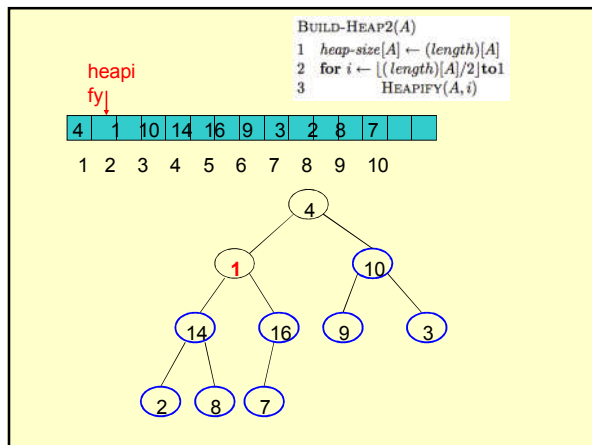 BUILD-HEAP2(A)
1 heap-size[A] ← (length)[A]
2 for i ← ⌊(length)[A]/2⌋to1
3 HEAPIFY(A, i)
heapi
fy
4 1 10 14 16 9 3 2 8 7
1 2 3 4 5 6 7 8 9 10
4
1 10
14 16 9 3
2 8 7